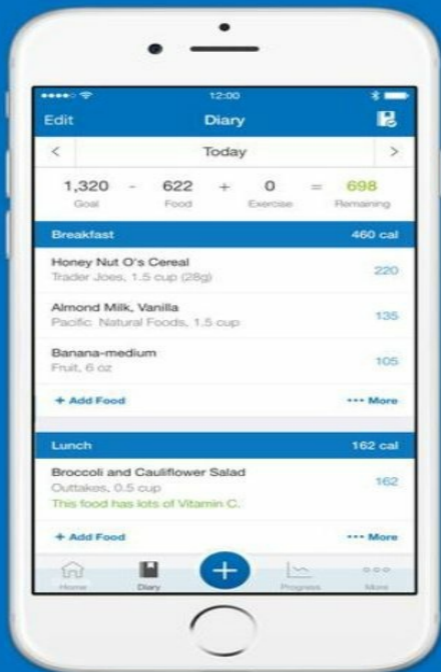 12:00
Edit Diary
< Today >
1,320 - 622 + 0 = 698
Goal Food Exercise Remaining
Breakfast 460 cal
Honey Nut O's Cereal
Trader Joes, 1.5 cup (28g) 220
Almond Milk, Vanilla
Pacific Natural Foods, 1.5 cup 135
Banana-medium
Fruit, 6 oz 105
+ Add Food ••• More
Lunch 162 cal
Broccoli and Cauliflower Salad
Outtakes, 0.5 cup 162
This food has lots of Vitamin C.
+ Add Food ••• More
Home Diary + Progress More